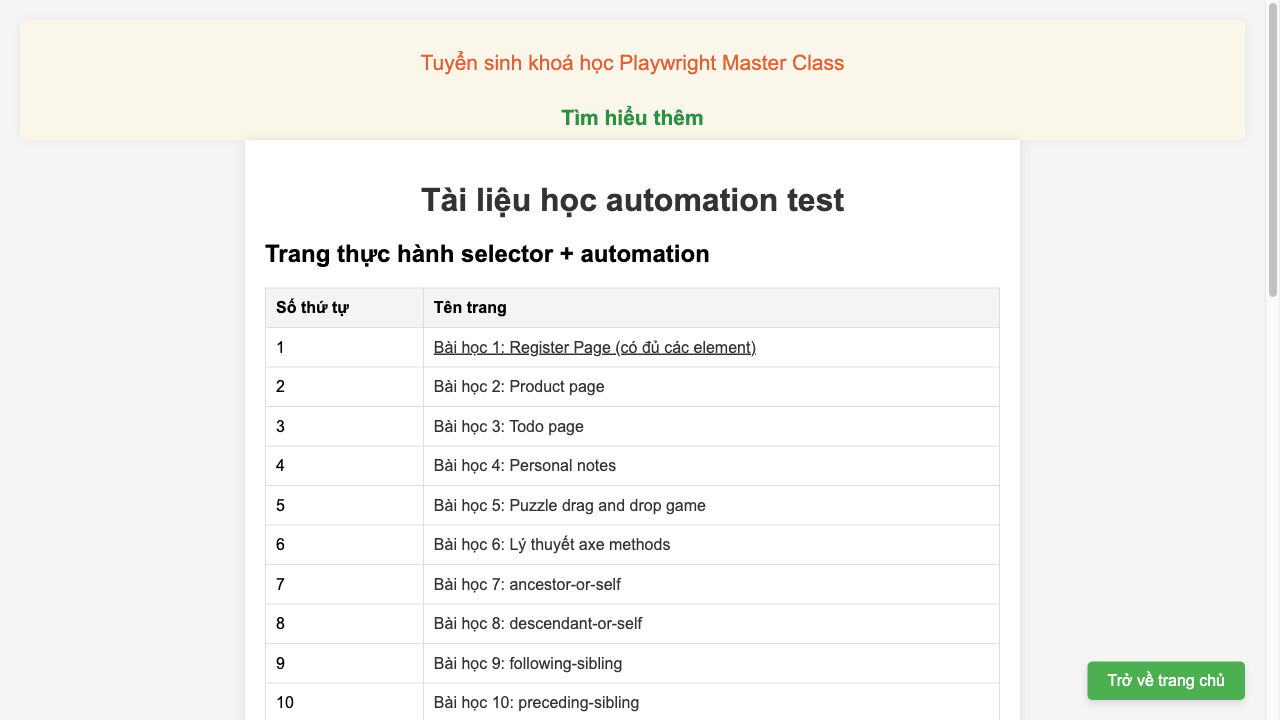 Tuyển sinh khoá học Playwright Master Class
Tìm hiểu thêm
Tài liệu học automation test
Trang thực hành selector + automation
Số thứ tự Tên trang
1 Bài học 1: Register Page (có đủ các element)
2 Bài học 2: Product page
3 Bài học 3: Todo page
4 Bài học 4: Personal notes
5 Bài học 5: Puzzle drag and drop game
6 Bài học 6: Lý thuyết axe methods
7 Bài học 7: ancestor-or-self
8 Bài học 8: descendant-or-self
9 Bài học 9: following-sibling
10 Bài học 10: preceding-sibling
Trở về trang chủ